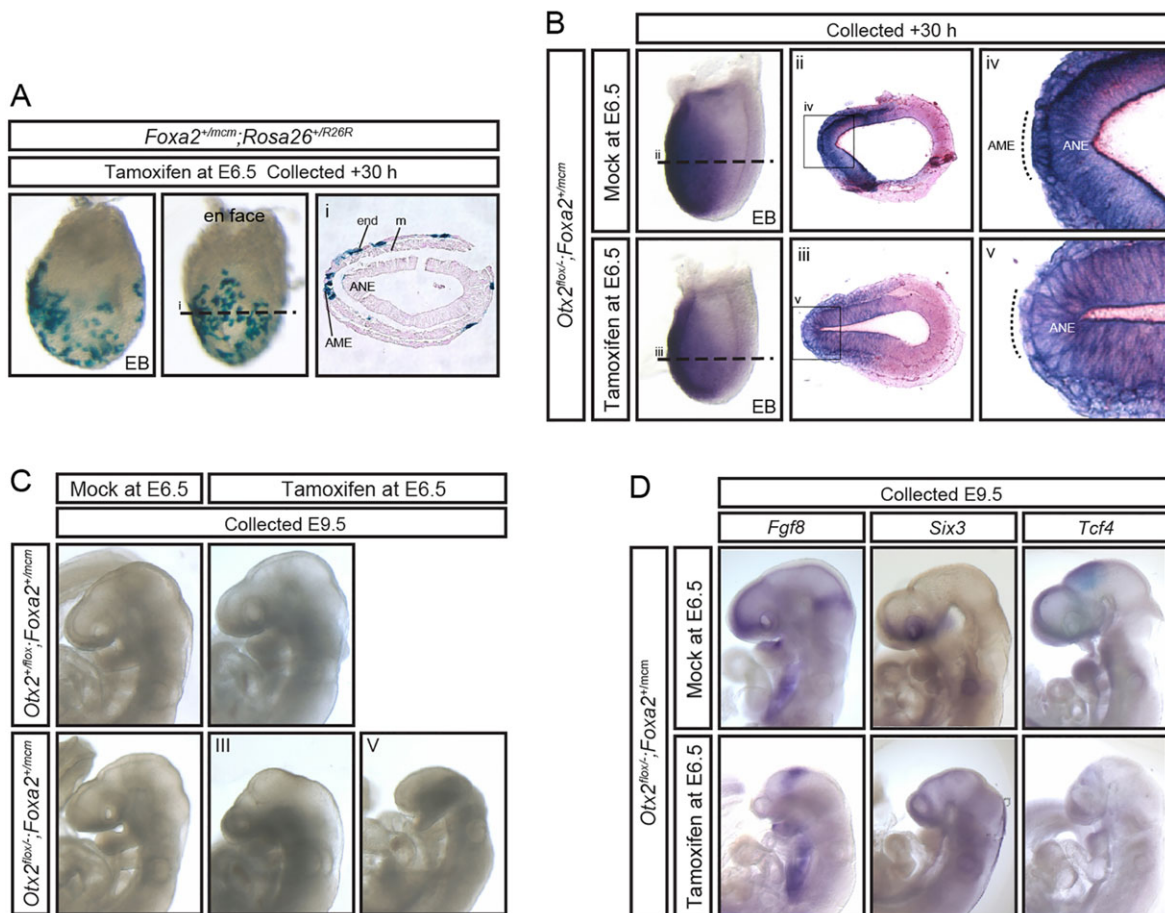 A
Foxa2+/mcm;Rosa26+/R26R
Tamoxifen at E6.5 Collected +30 h
EB
en face
i
i
end
m
ANE
AME
B
Collected +30 h
Otx2flox/-;Foxa2+/mcm
Mock at E6.5
ii
EB
ii
iv
iv
AME
ANE
Tamoxifen at E6.5
iii
EB
iii
v
v
ANE
C
Mock at E6.5
Tamoxifen at E6.5
Collected E9.5
Otx2+/flox;Foxa2+/mcm
Otx2flox/-;Foxa2+/mcm
III
V
D
Collected E9.5
Fgf8
Six3
Tcf4
Otx2flox/-;Foxa2+/mcm
Mock at E6.5
Tamoxifen at E6.5